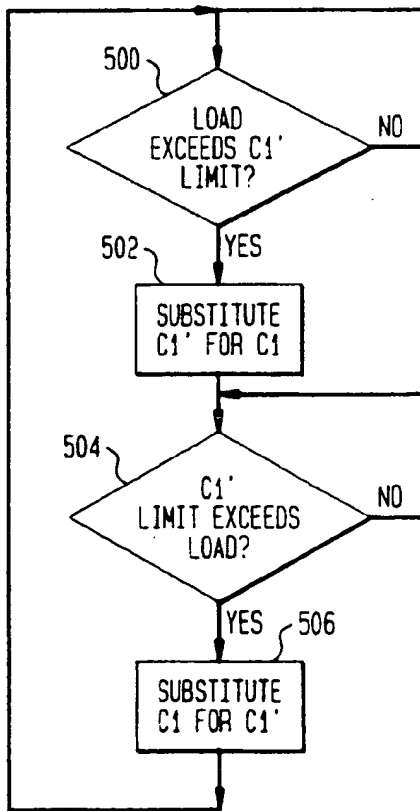 500
LOAD
EXCEEDS C1'
LIMIT?
NO
YES
502
SUBSTITUTE
C1' FOR C1
504
C1'
LIMIT EXCEEDS
LOAD?
NO
YES
506
SUBSTITUTE
C1 FOR C1'